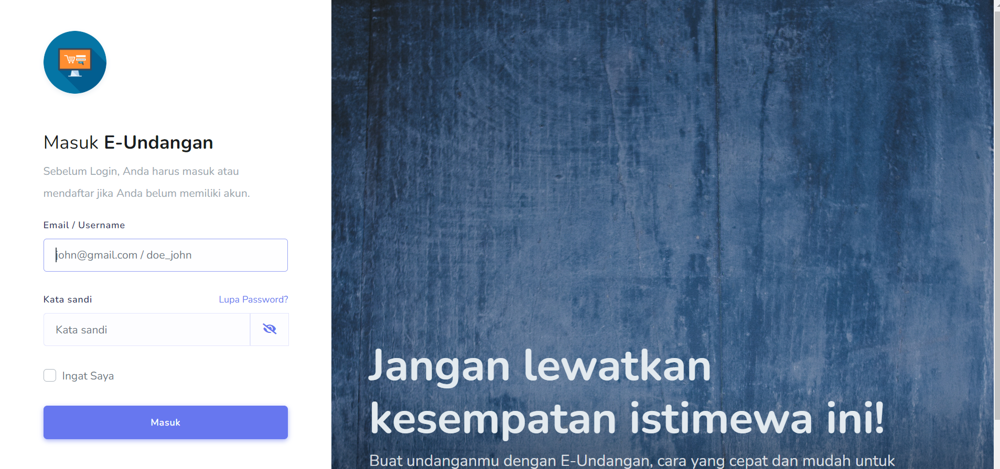 Masuk E-Undangan
Sebelum Login, Anda harus masuk atau
mendaftar jika Anda belum memiliki akun.
Email / Username
john@gmail.com / doe_john
Kata sandi
Lupa Password?
Kata sandi
Ingat Saya
Masuk
Jangan lewatkan
kesempatan istimewa ini!
Buat undanganmu dengan E-Undangan, cara yang cepat dan mudah untuk